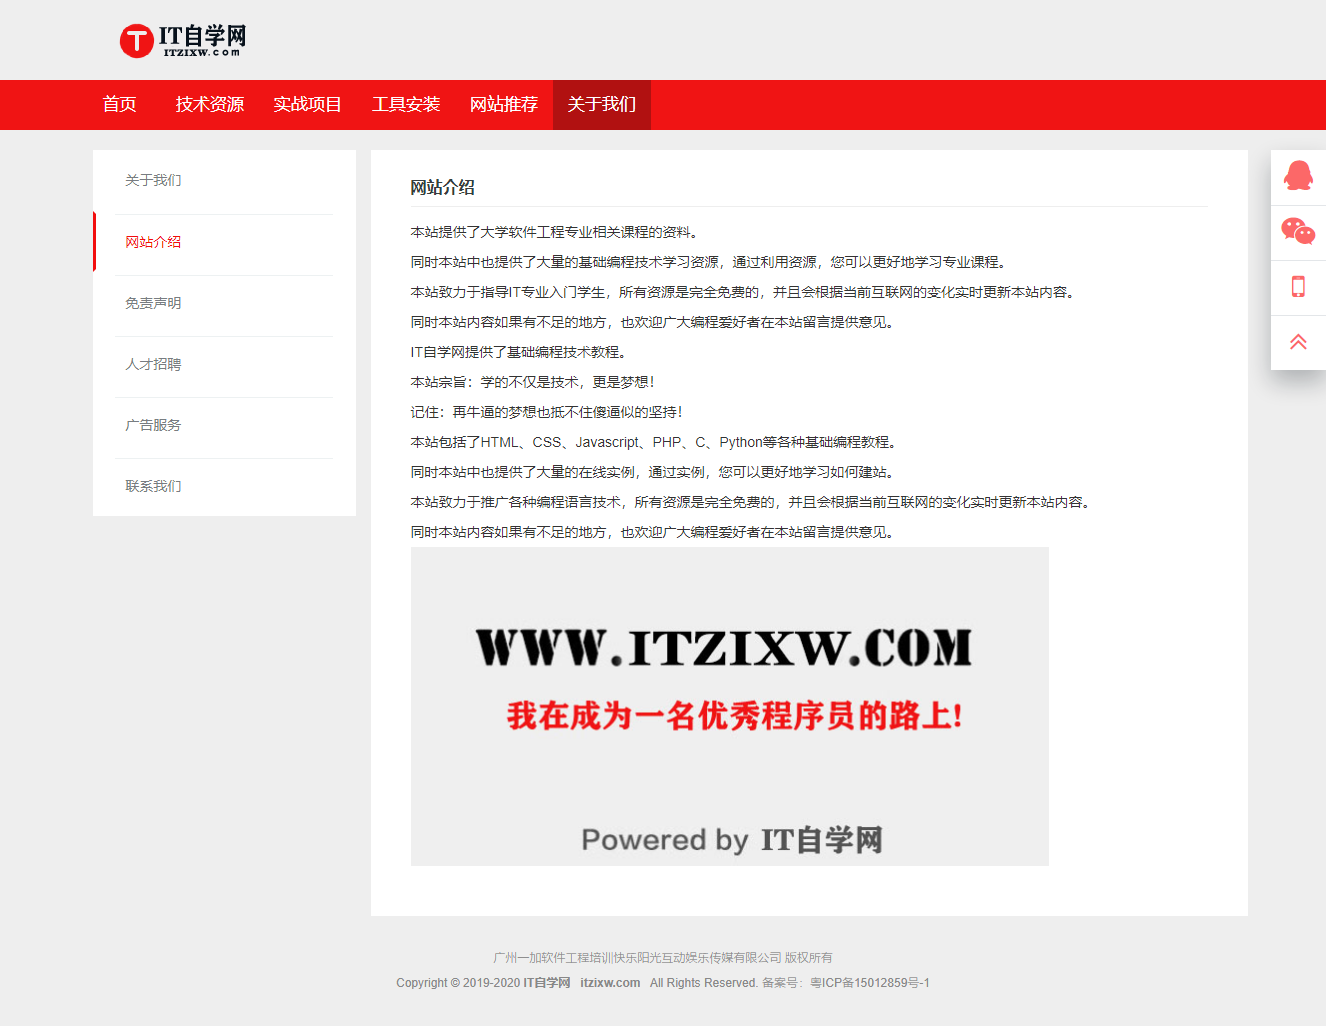 IT自学网
ITZIXW.com
首页 技术资源 实战项目 工具安装 网站推荐 关于我们
关于我们
网站介绍
免责声明
人才招聘
广告服务
联系我们
网站介绍
本站提供了大学软件工程专业相关课程的资料。
同时本站中也提供了大量的基础编程技术学习资源，通过利用资源，您可以更好地学习专业课程。
本站致力于指导IT专业入门学生，所有资源是完全免费的，并且会根据当前互联网的变化实时更新本站内容。
同时本站内容如果有不足的地方，也欢迎广大编程爱好者在本站留言提供意见。
IT自学网提供了基础编程技术教程。
本站宗旨：学的不仅是技术，更是梦想！
记住：再牛逼的梦想也抵不住傻逼似的坚持！
本站包括了HTML、CSS、Javascript、PHP、C、Python等各种基础编程教程。
同时本站中也提供了大量的在线实例，通过实例，您可以更好地学习如何建站。
本站致力于推广各种编程语言技术，所有资源是完全免费的，并且会根据当前互联网的变化实时更新本站内容。
同时本站内容如果有不足的地方，也欢迎广大编程爱好者在本站留言提供意见。
WWW.ITZIXW.COM
我在成为一名优秀程序员的路上!
Powered by IT自学网
广州一加软件工程培训快乐阳光互动娱乐传媒有限公司 版权所有
Copyright © 2019-2020 IT自学网 itzixw.com All Rights Reserved. 备案号：粤ICP备15012859号-1